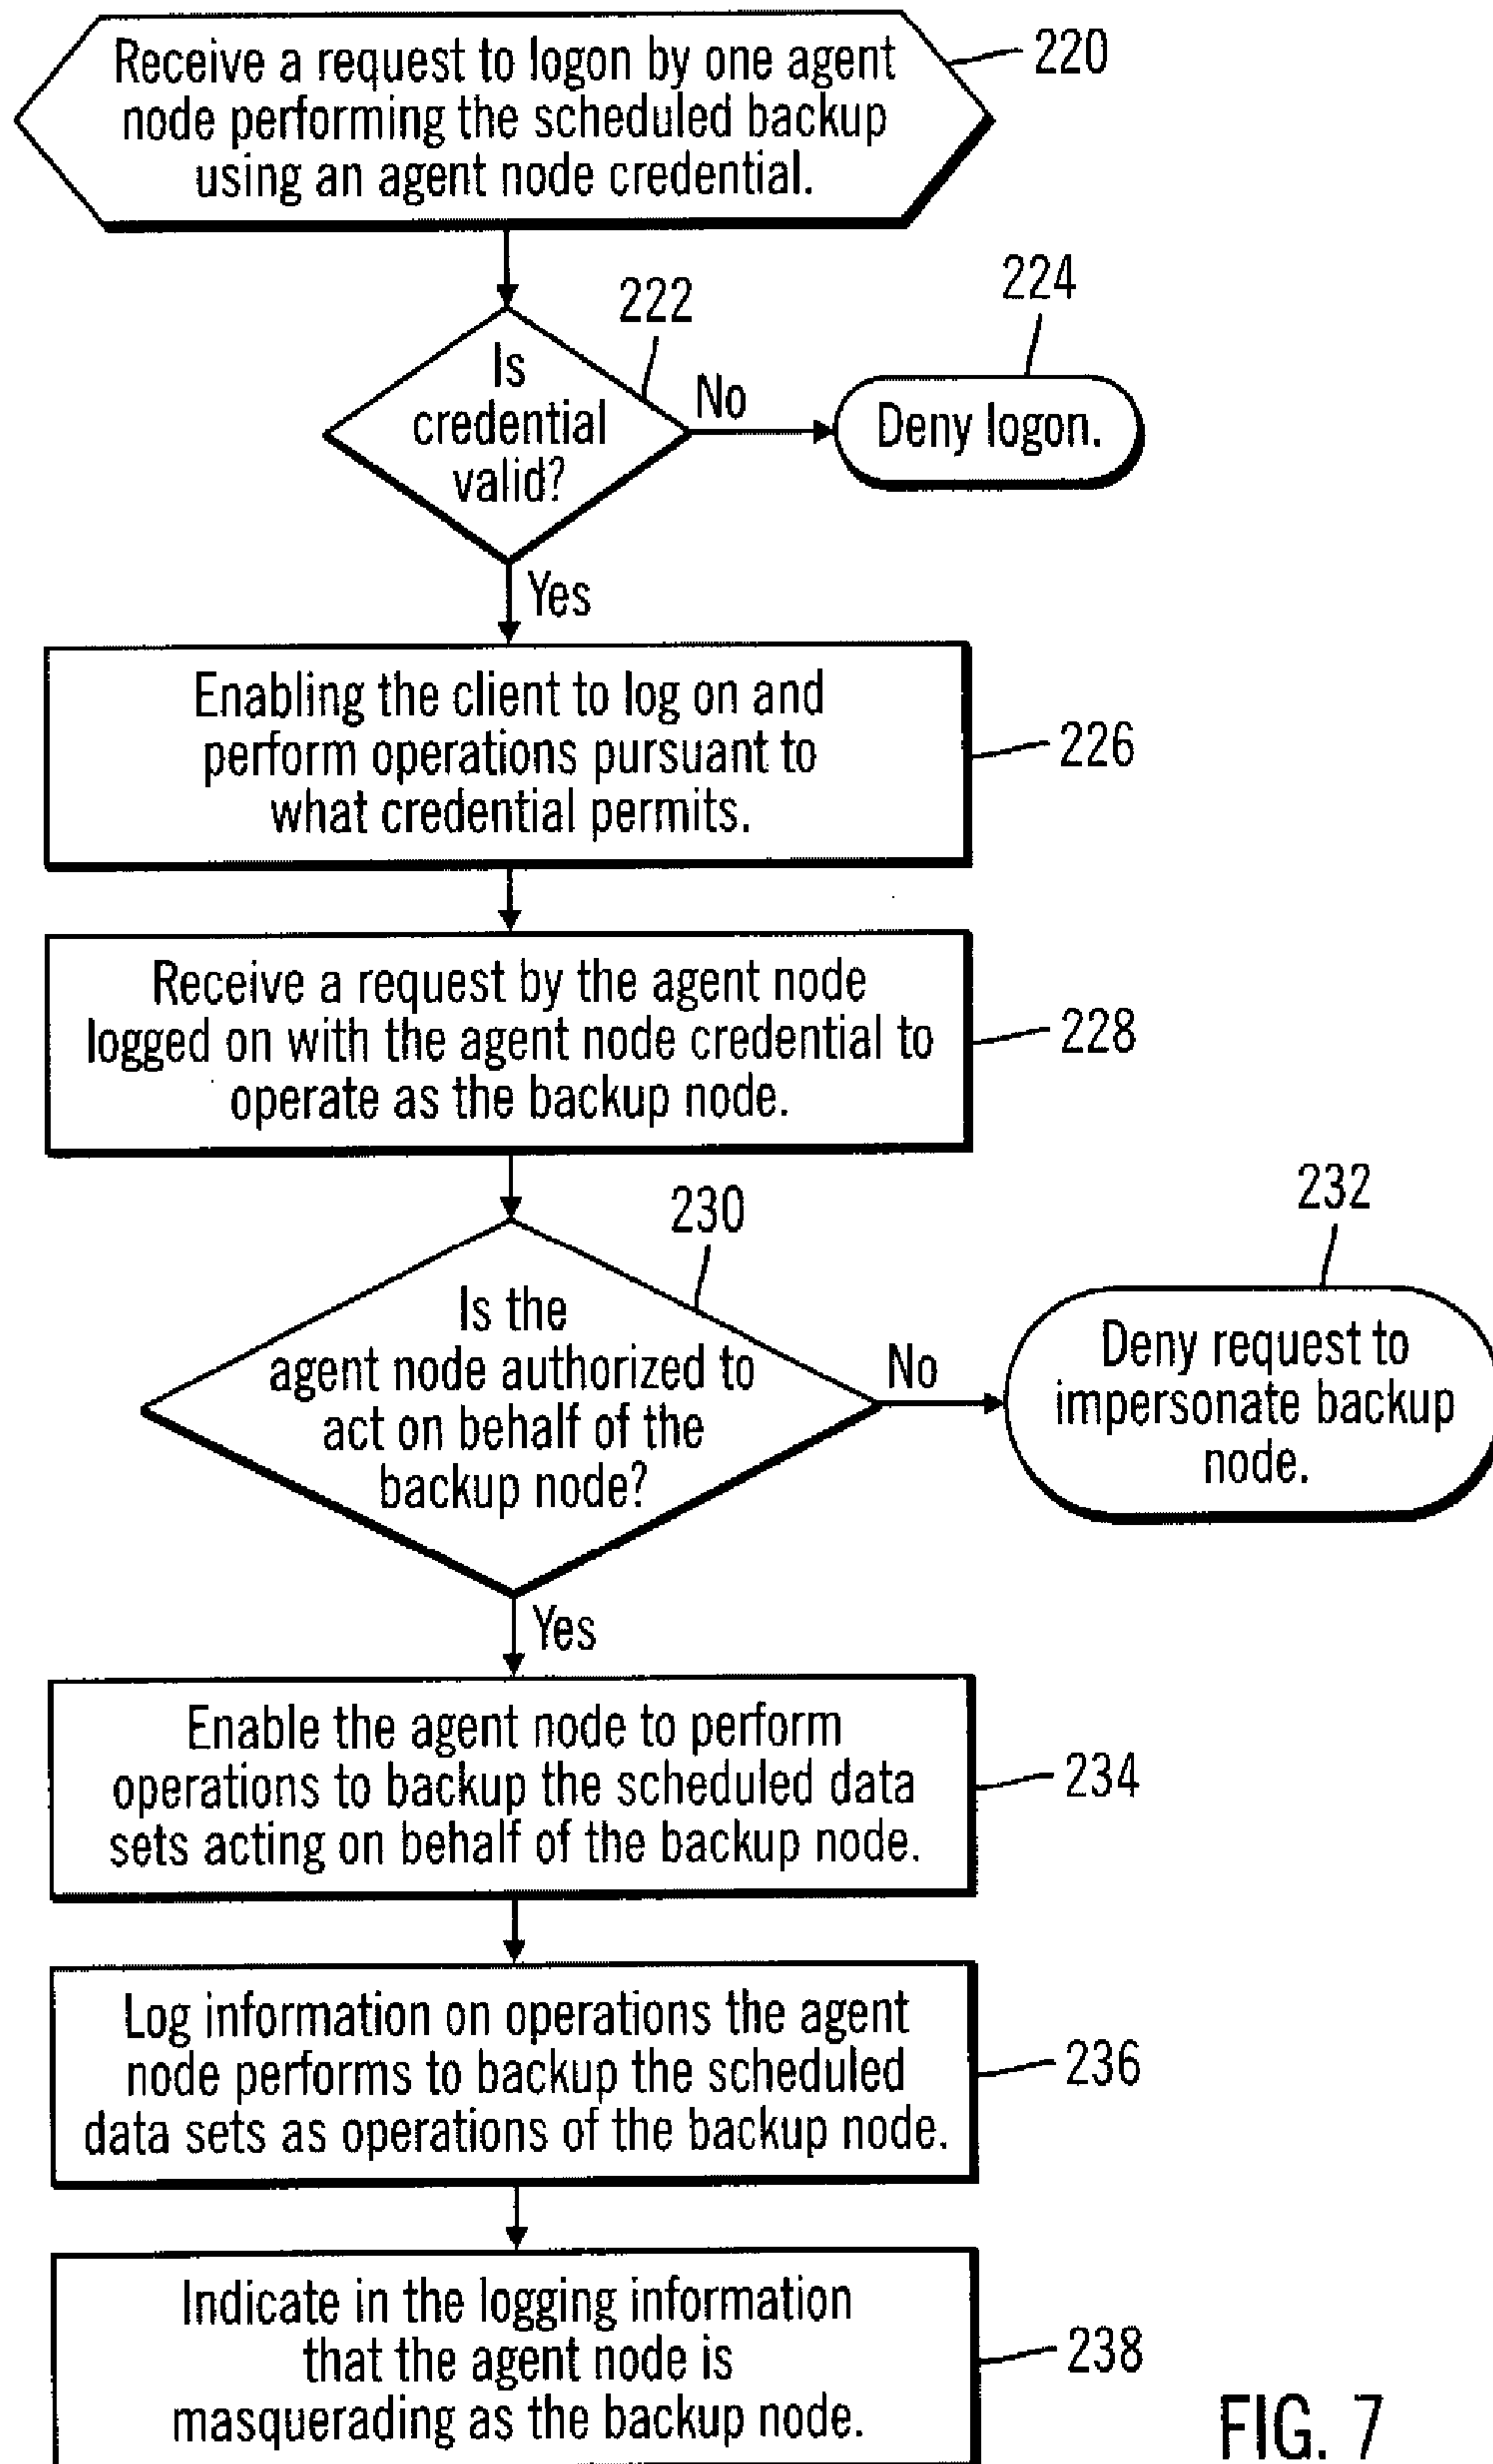 Receive a request to logon by one agent
node performing the scheduled backup
using an agent node credential.
220
222
Is
credential
valid?
No
224
Deny logon.
Yes
Enabling the client to log on and
perform operations pursuant to
what credential permits.
226
Receive a request by the agent node
logged on with the agent node credential to
operate as the backup node.
228
230
Is the
agent node authorized to
act on behalf of the
backup node?
No
232
Deny request to
impersonate backup
node.
Yes
Enable the agent node to perform
operations to backup the scheduled data
sets acting on behalf of the backup node.
234
Log information on operations the agent
node performs to backup the scheduled
data sets as operations of the backup node.
236
Indicate in the logging information
that the agent node is
masquerading as the backup node.
238
FIG. 7